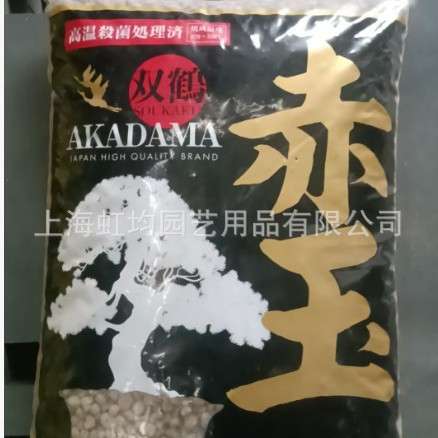 高温殺菌処理済
双鶴
SOUKAKU
AKADAMA
JAPAN HIGH QUALITY BRAND
赤玉
上海虹均园艺用品有限公司